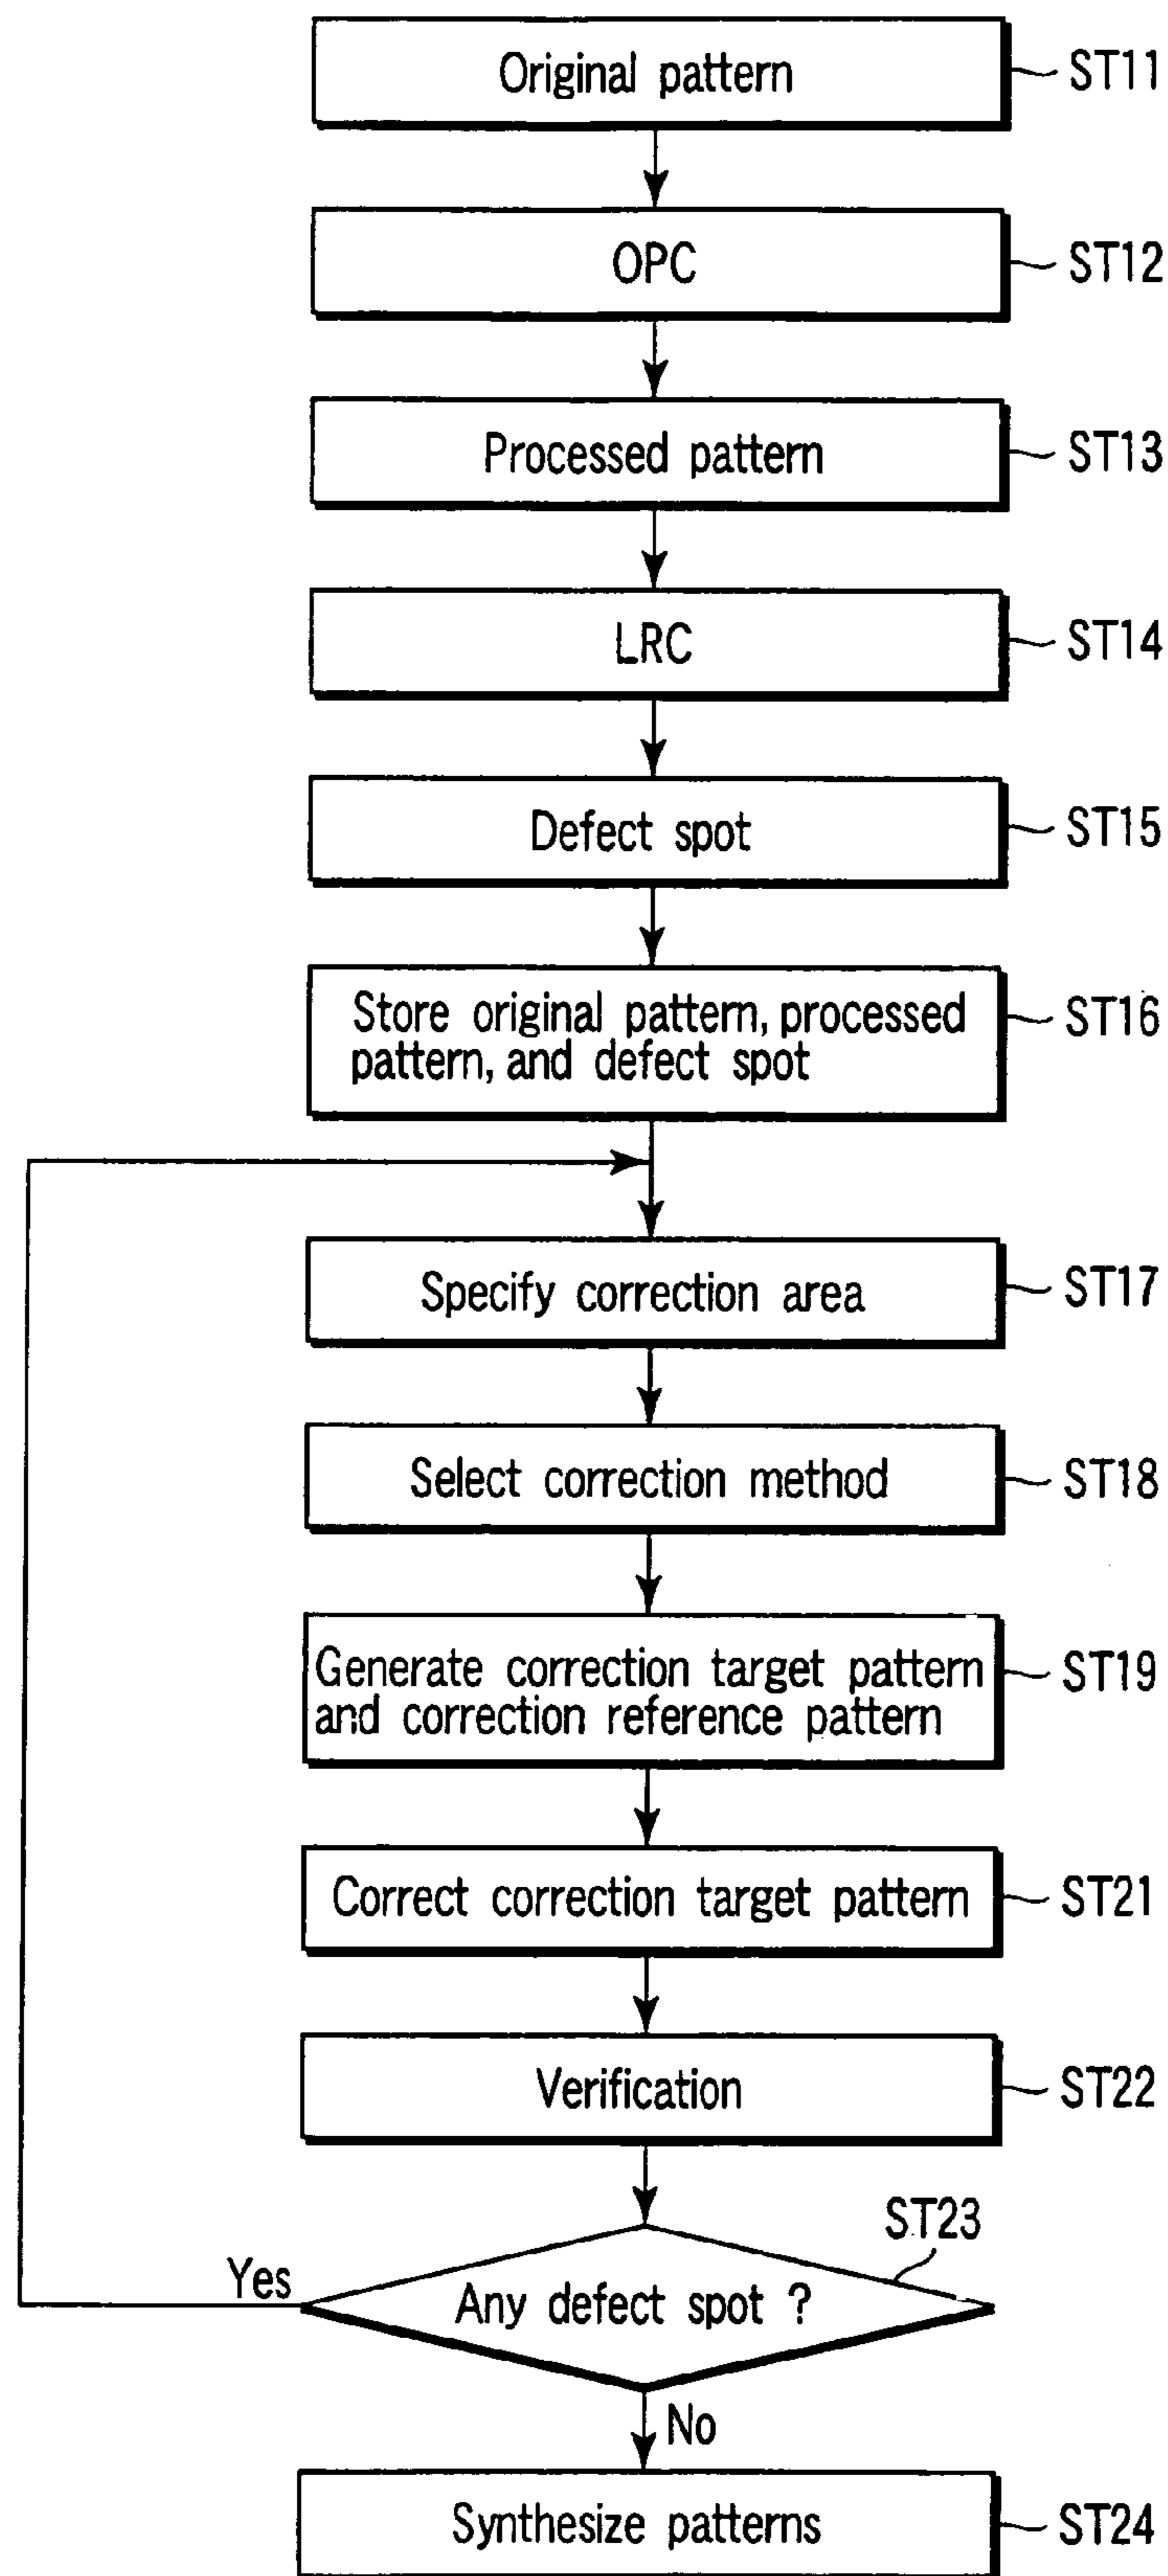 Original pattern ST11
OPC ST12
Processed pattern ST13
LRC ST14
Defect spot ST15
Store original pattern, processed ST16
pattern, and defect spot
Specify correction area ST17
Select correction method ST18
Generate correction target pattern ST19
and correction reference pattern
Correct correction target pattern ST21
Verification ST22
ST23
Yes
Any defect spot ?
No
Synthesize patterns ST24